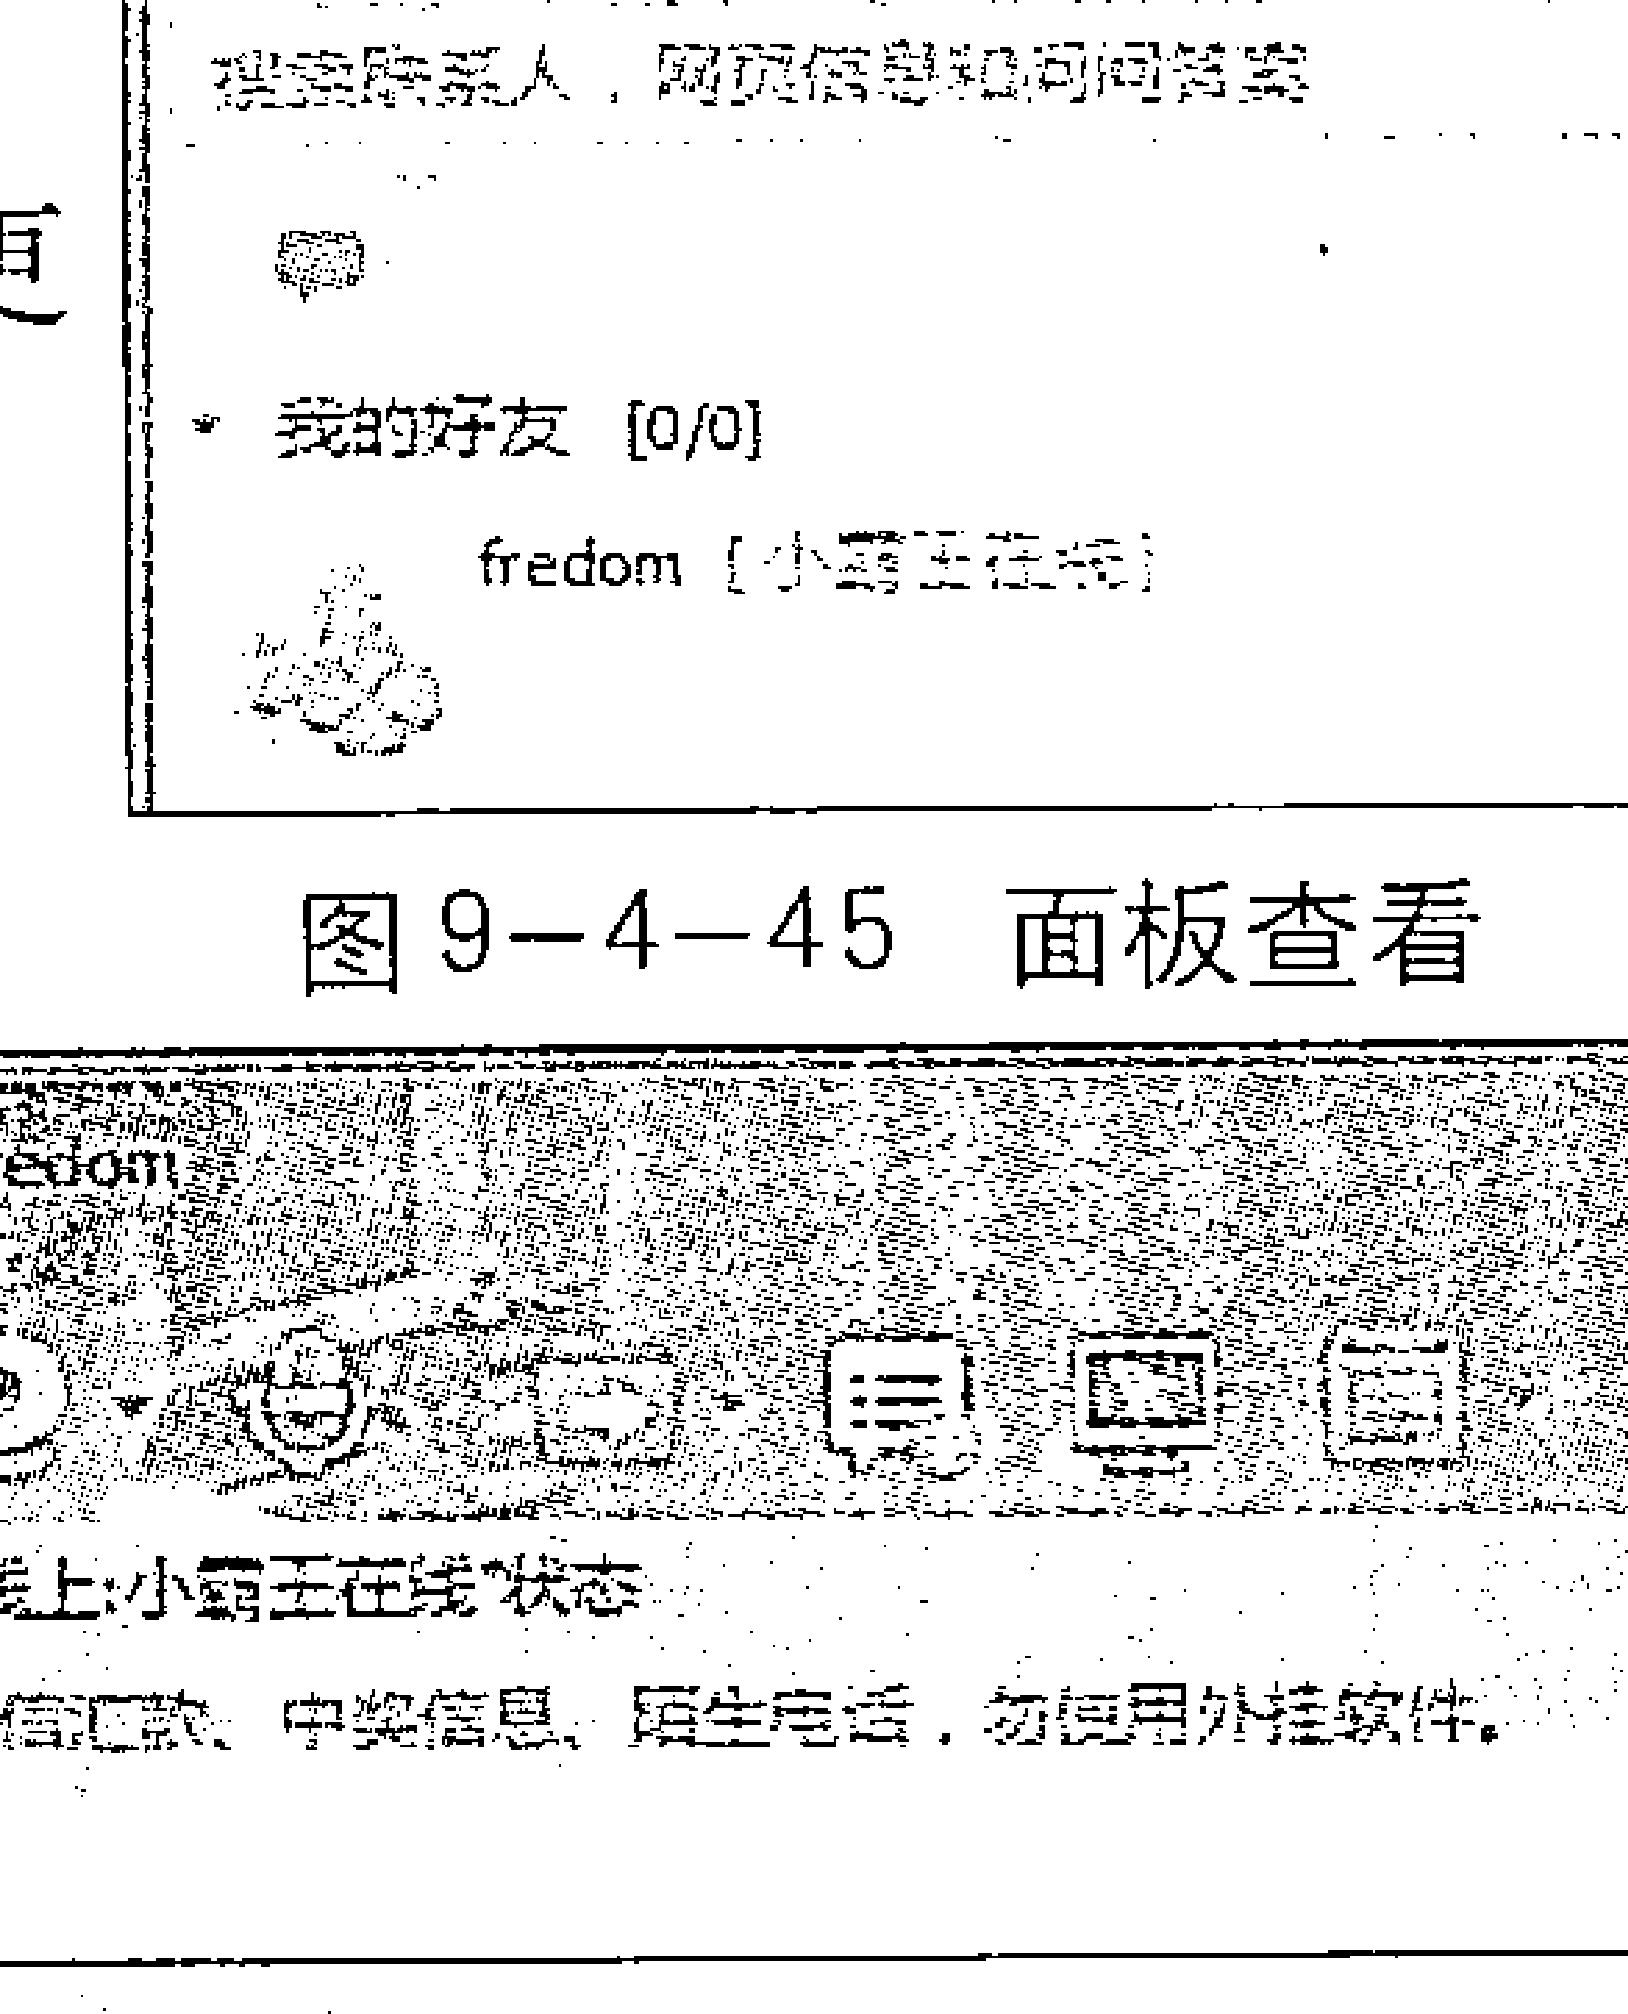 搜索联系人，网页信息和问问答案
页)
我的好友 [0/0]
fredom (小霸王在线)
图9-4-45 面板查看
edom
线上"小霸王在线"状态
信汇款、中奖信息、陌生电话，勿使用外挂软件。